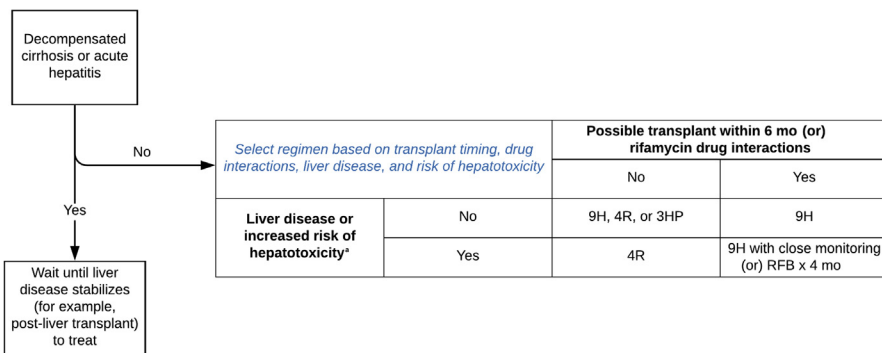 Decompensated
cirrhosis or acute
hepatitis
No
Yes
Wait until liver
disease stabilizes
(for example,
post-liver transplant)
to treat
Select regimen based on transplant timing, drug
interactions, liver disease, and risk of hepatotoxicity
Possible transplant within 6 mo (or)
rifamycin drug interactions
No
Yes
Liver disease or
increased risk of
hepatotoxicityª
No
9H, 4R, or 3HP
9H
Yes
4R
9H with close monitoring
(or) RFB x 4 mo